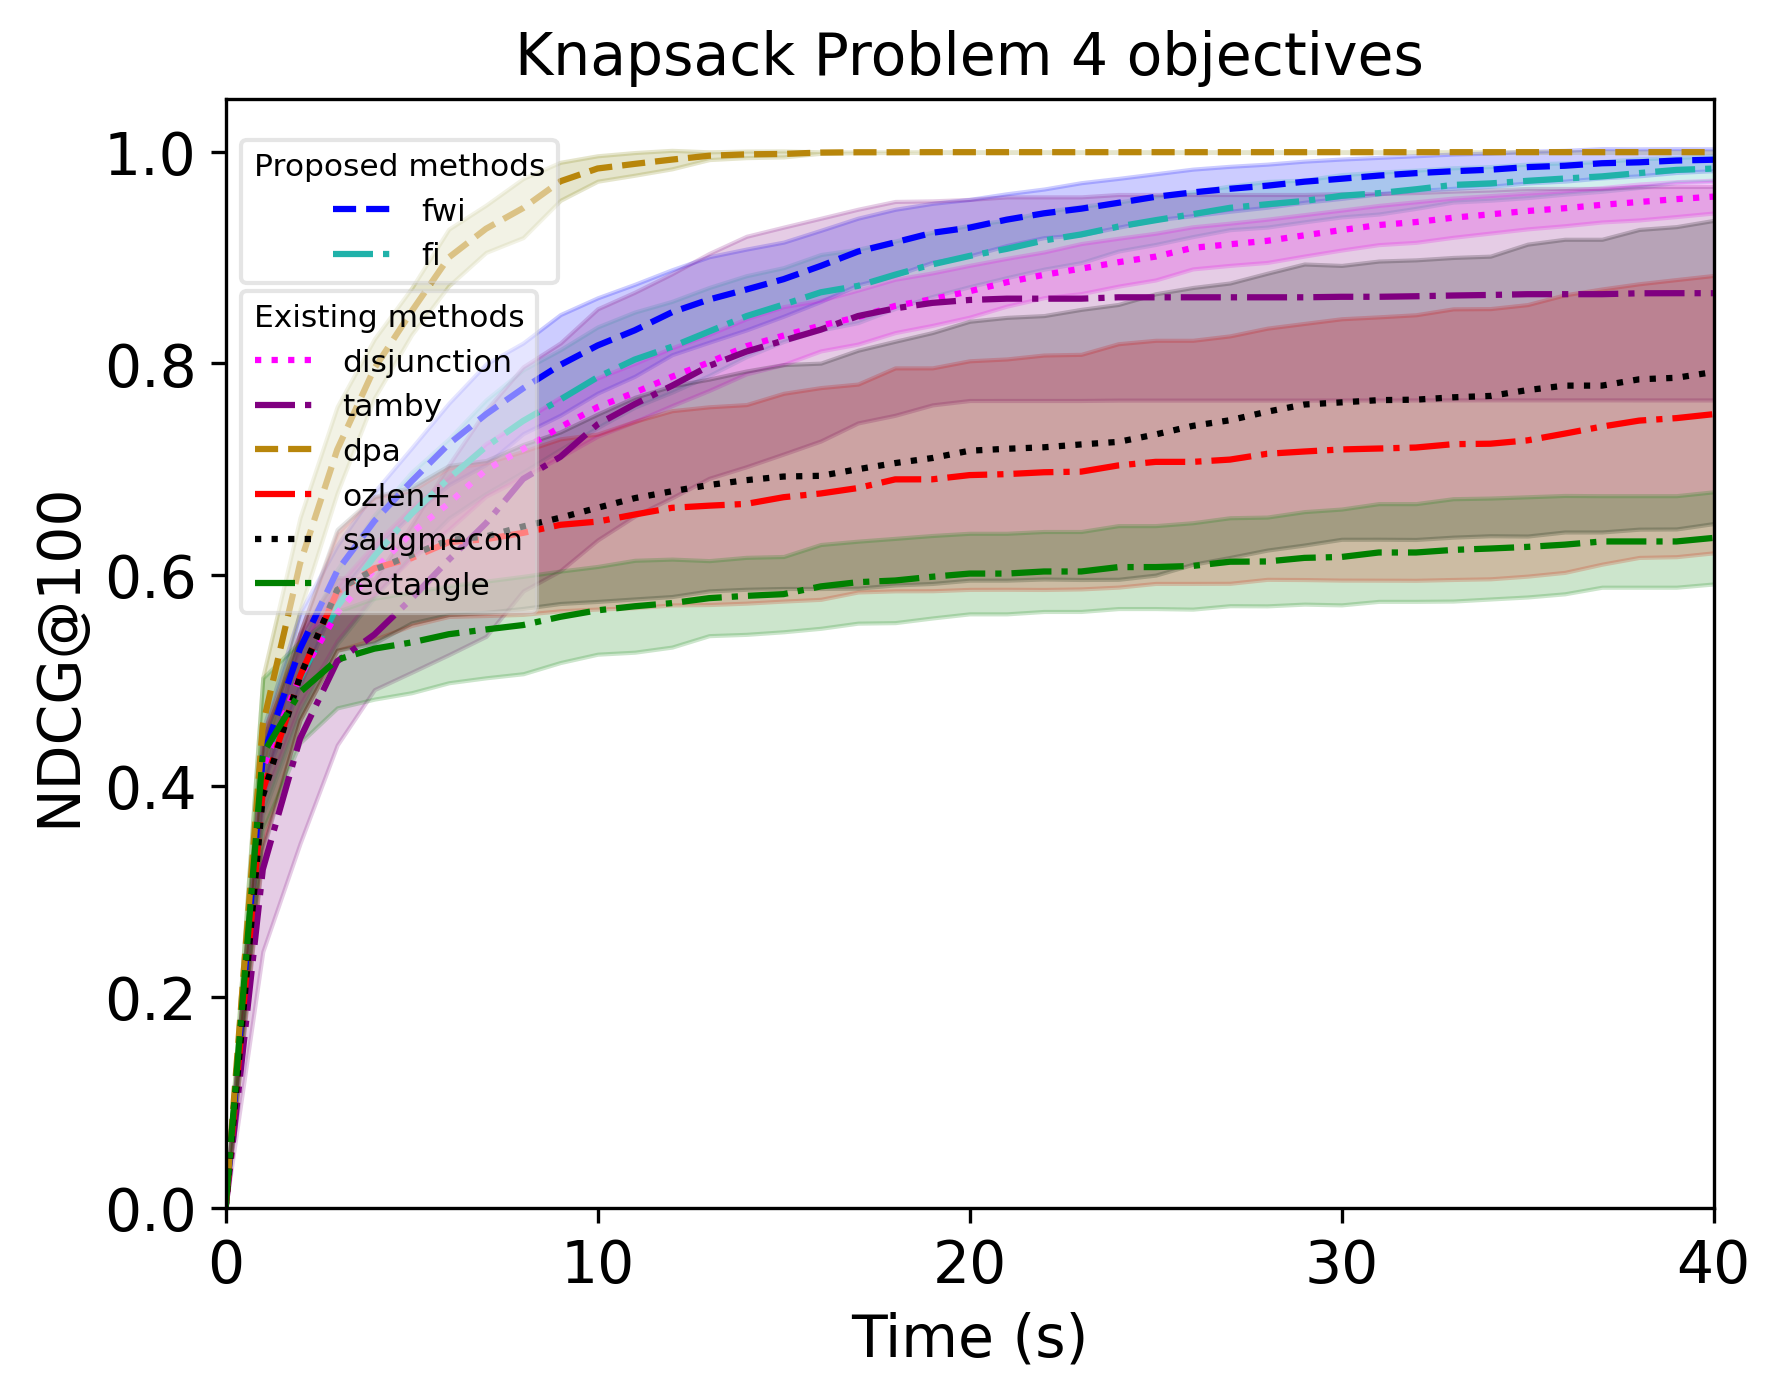 Knapsack Problem 4 objectives
NDCG@100
1.0
0.8
0.6
0.4
0.2
0.0
Proposed methods
fwi
fi
Existing methods
disjunction
tamby
dpa
ozlen+
saugmecon
rectangle
0
10
20
30
40
Time (s)